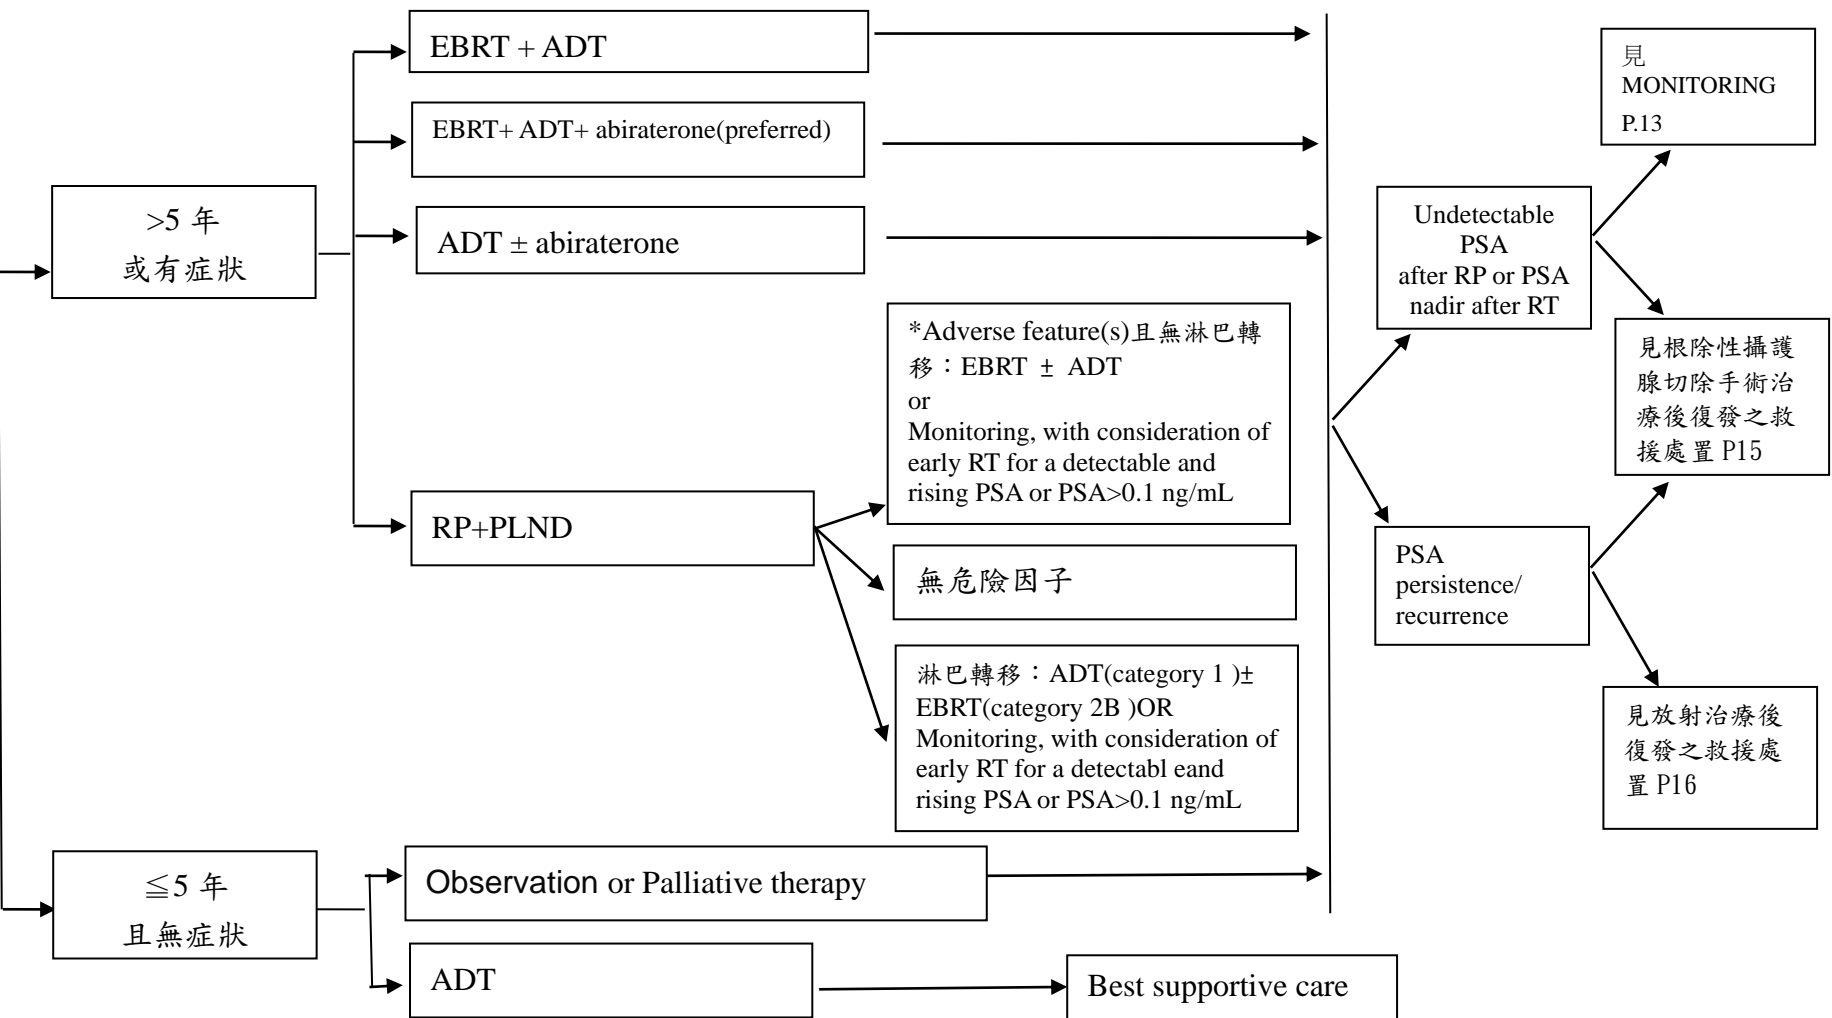 >5 年
或有症狀
EBRT + ADT
EBRT+ ADT+ abiraterone(preferred)
ADT ± abiraterone
RP+PLND
*Adverse feature(s)且無淋巴轉
移：EBRT ± ADT
or
Monitoring, with consideration of
early RT for a detectable and
rising PSA or PSA>0.1 ng/mL
無危險因子
淋巴轉移：ADT(category 1 )±
EBRT(category 2B )OR
Monitoring, with consideration of
early RT for a detectabl eand
rising PSA or PSA>0.1 ng/mL
≦5 年
且無症狀
Observation or Palliative therapy
ADT
Best supportive care
Undetectable
PSA
after RP or PSA
nadir after RT
PSA
persistence/
recurrence
見
MONITORING
P.13
見根除性攝護
腺切除手術治
療後復發之救
援處置 P15
見放射治療後
復發之救援處
置 P16